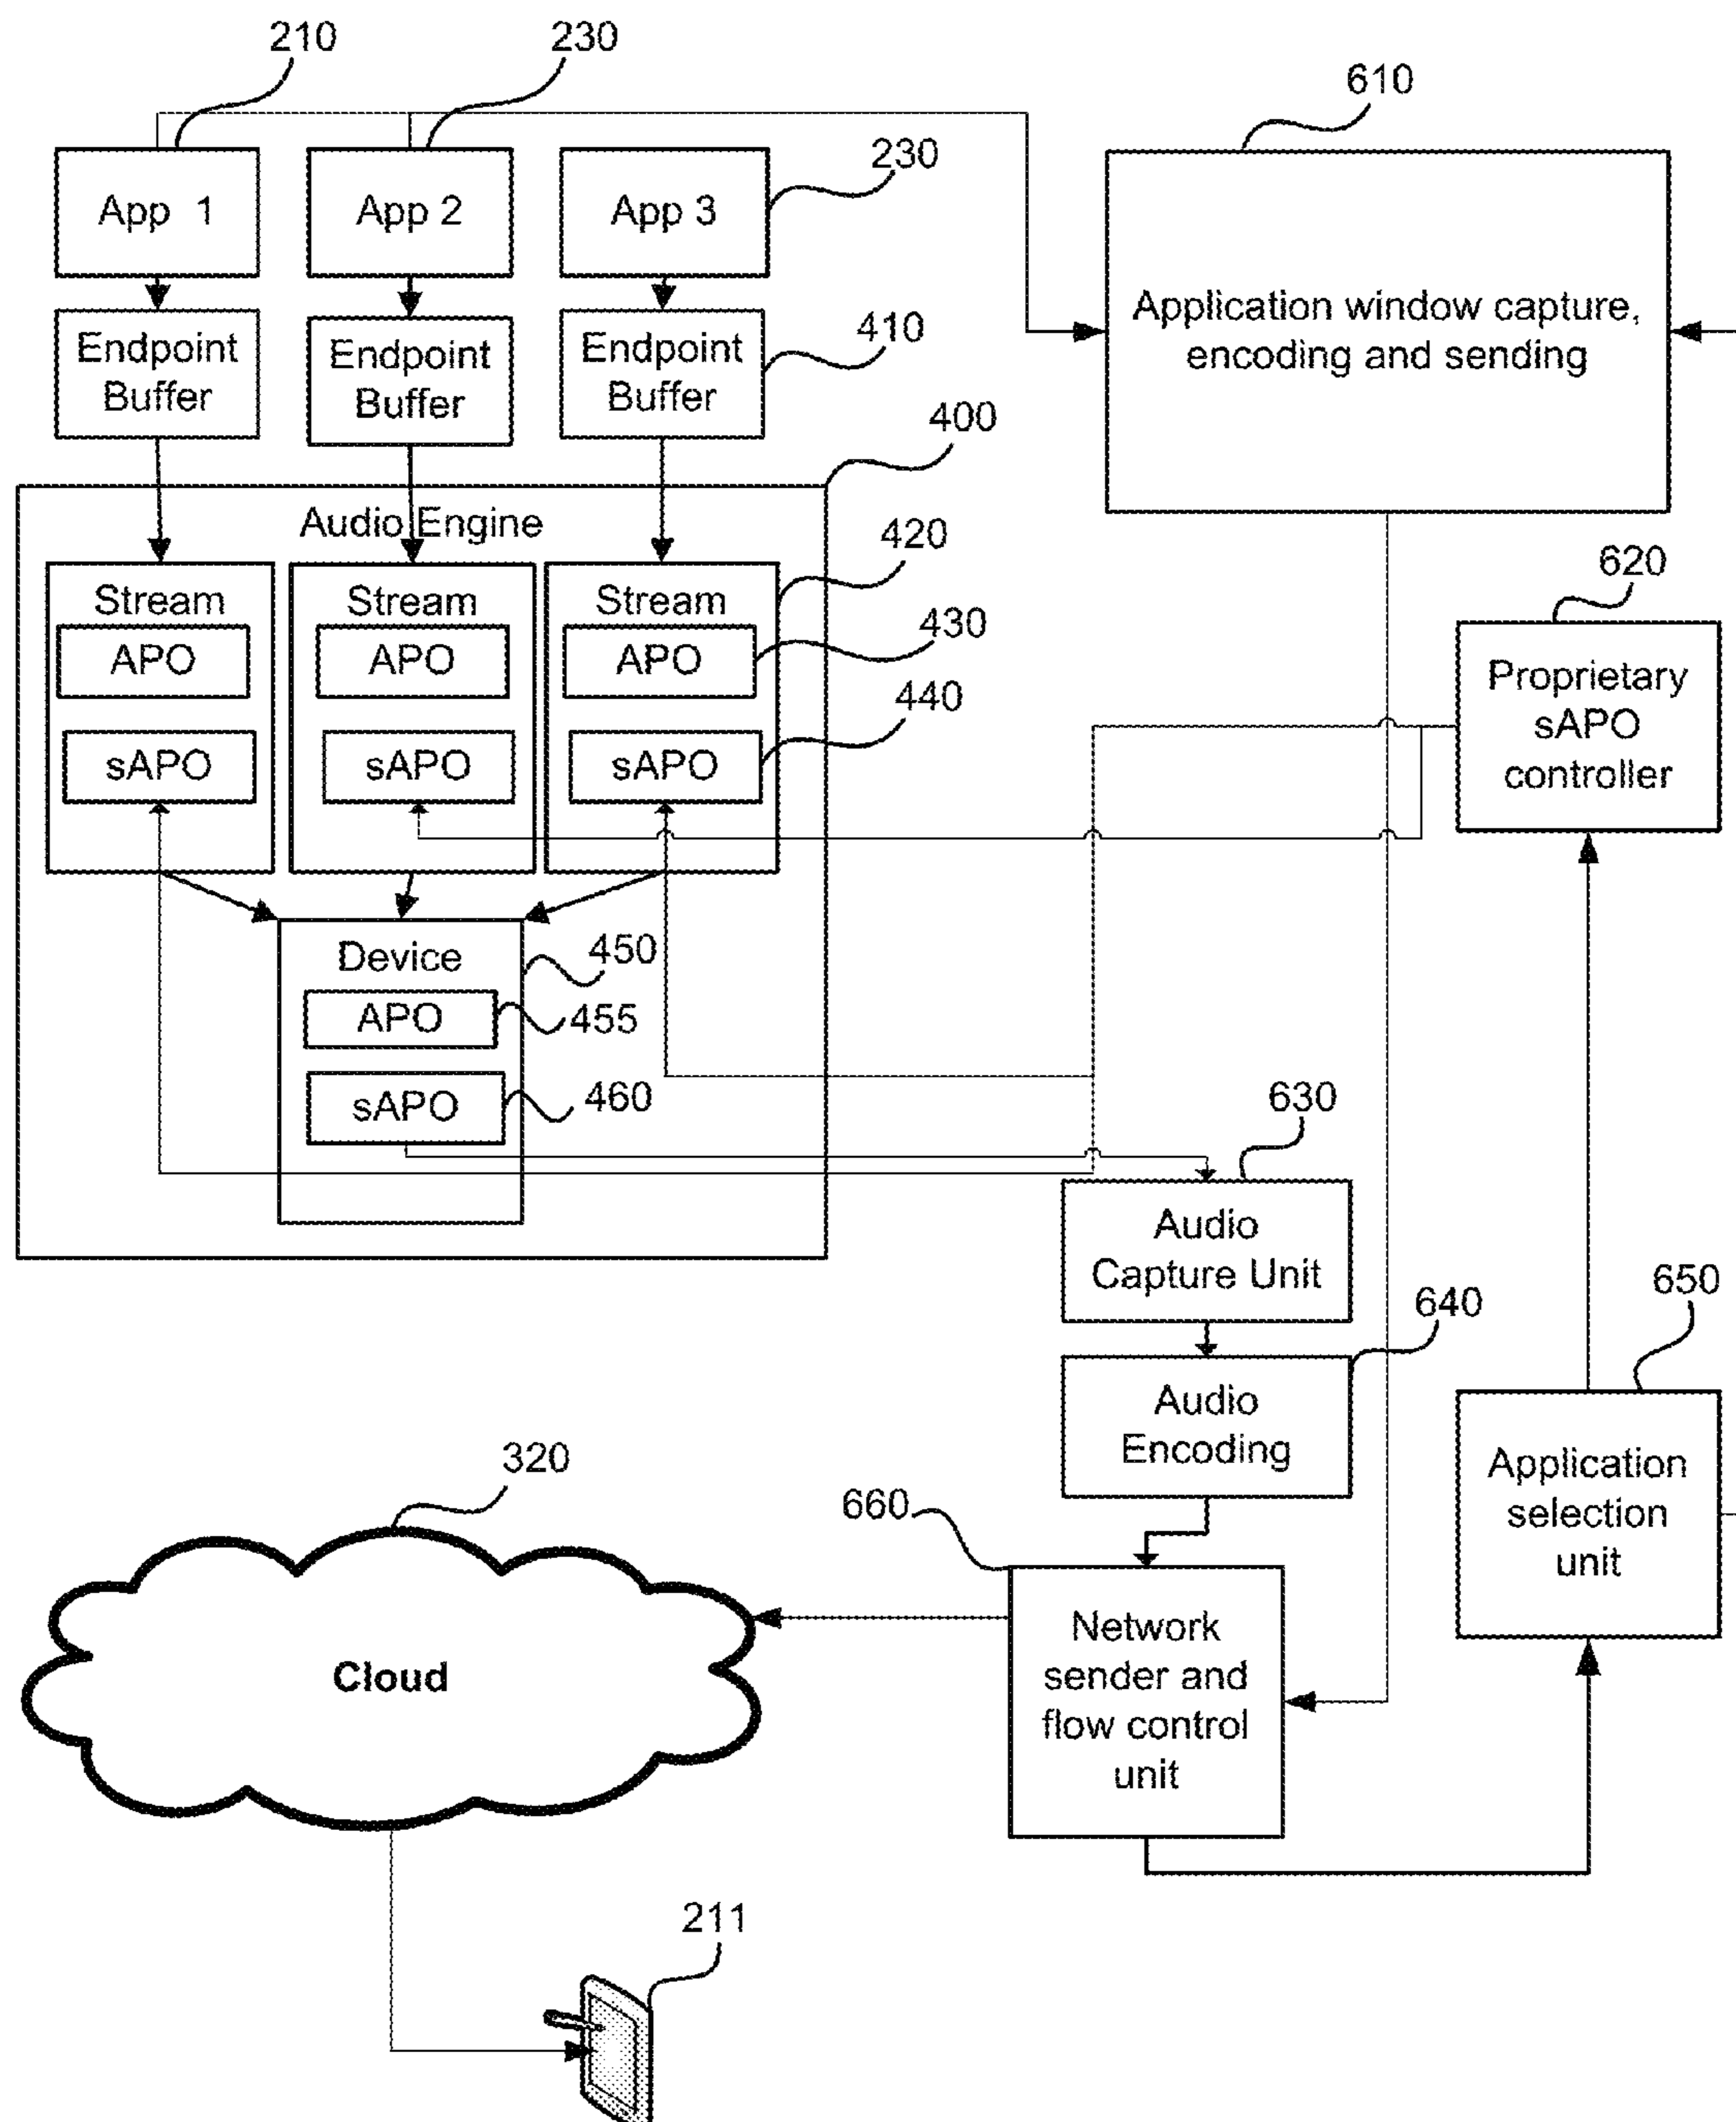 210
230
610
230
App 1
App 2
App 3
Application window capture,
encoding and sending
Endpoint
Buffer
Endpoint
Buffer
Endpoint
Buffer
410
400
Audio Engine
420
620
Stream
APO
sAPO
Stream
APO
sAPO
Stream
APO
sAPO
430
440
Proprietary
sAPO
controller
Device
APO
sAPO
450
455
460
630
Audio
Capture Unit
640
650
Audio
Encoding
Application
selection
unit
320
660
Cloud
Network
sender and
flow control
unit
211